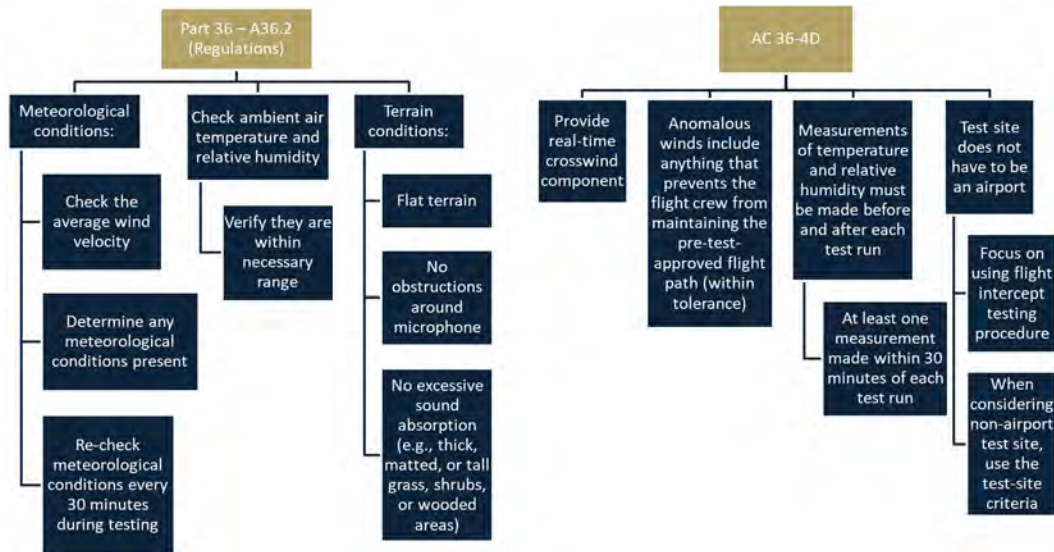 Part 36 – A36.2
(Regulations)
Meteorological
conditions:
Check the
average wind
velocity
Determine any
meteorological
conditions present
Re-check
meteorological
conditions every
30 minutes
during testing
Check ambient air
temperature and
relative humidity
Verify they are
within
necessary
range
Terrain
conditions:
Flat terrain
No
obstructions
around
microphone
No excessive
sound
absorption
(e.g., thick,
matted, or tall
grass, shrubs,
or wooded
areas)
AC 36-4D
Provide
real-time
crosswind
component
Anomalous
winds include
anything that
prevents the
flight crew from
maintaining the
pre-test-
approved flight
path (within
tolerance)
Measurements
of temperature
and relative
humidity must
be made before
and after each
test run
At least one
measurement
made within 30
minutes of each
test run
Test site
does not
have to be
an airport
Focus on
using flight
intercept
testing
procedure
When
considering
non-airport
test site,
use the
test-site
criteria